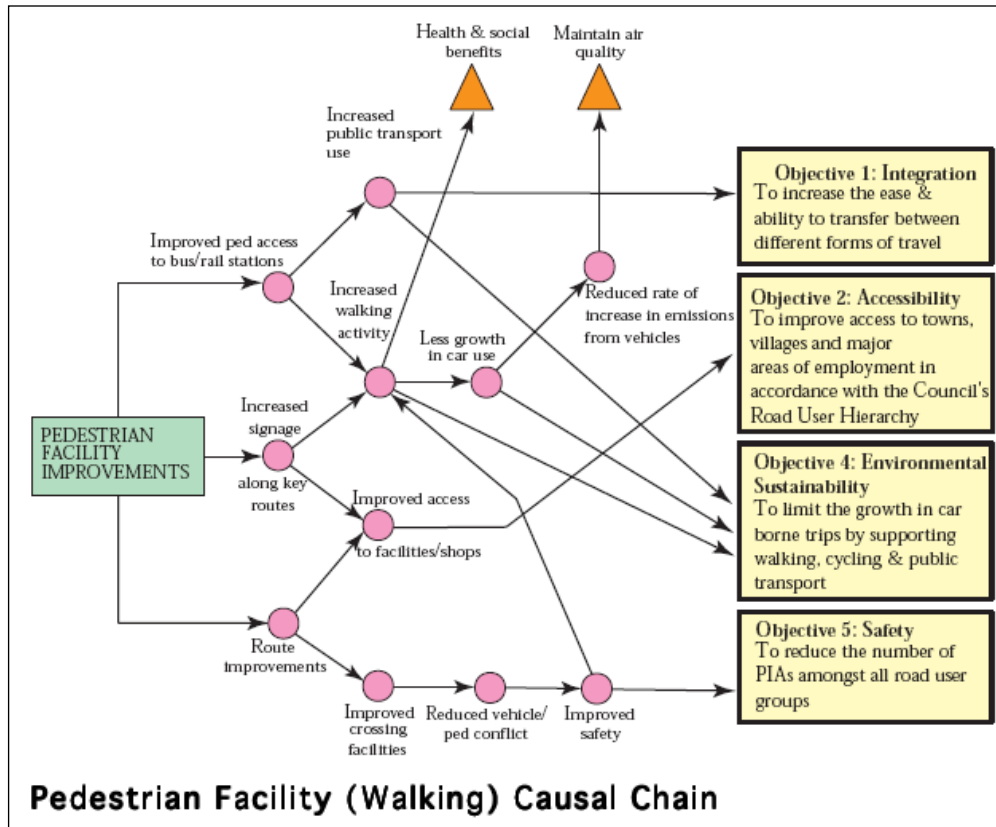 Health & social
benefits
Maintain air
quality
Increased
public transport
use
Objective 1: Integration
To increase the ease &
ability to transfer between
different forms of travel
Improved ped access
to bus/rail stations
Increased
walking
activity
Less growth
in car use
Reduced rate of
increase in emissions
from vehicles
Objective 2: Accessibility
To improve access to towns,
villages and major
areas of employment in
accordance with the Council's
Road User Hierarchy
PEDESTRIAN
FACILITY
IMPROVEMENTS
Increased
signage
along key
routes
Improved access
to facilities/shops
Objective 4: Environmental
Sustainability
To limit the growth in car
borne trips by supporting
walking, cycling & public
transport
Route
improvements
Improved
crossing
facilities
Reduced vehicle/
ped conflict
Improved
safety
Objective 5: Safety
To reduce the number of
PIAs amongst all road user
groups
Pedestrian Facility (Walking) Causal Chain